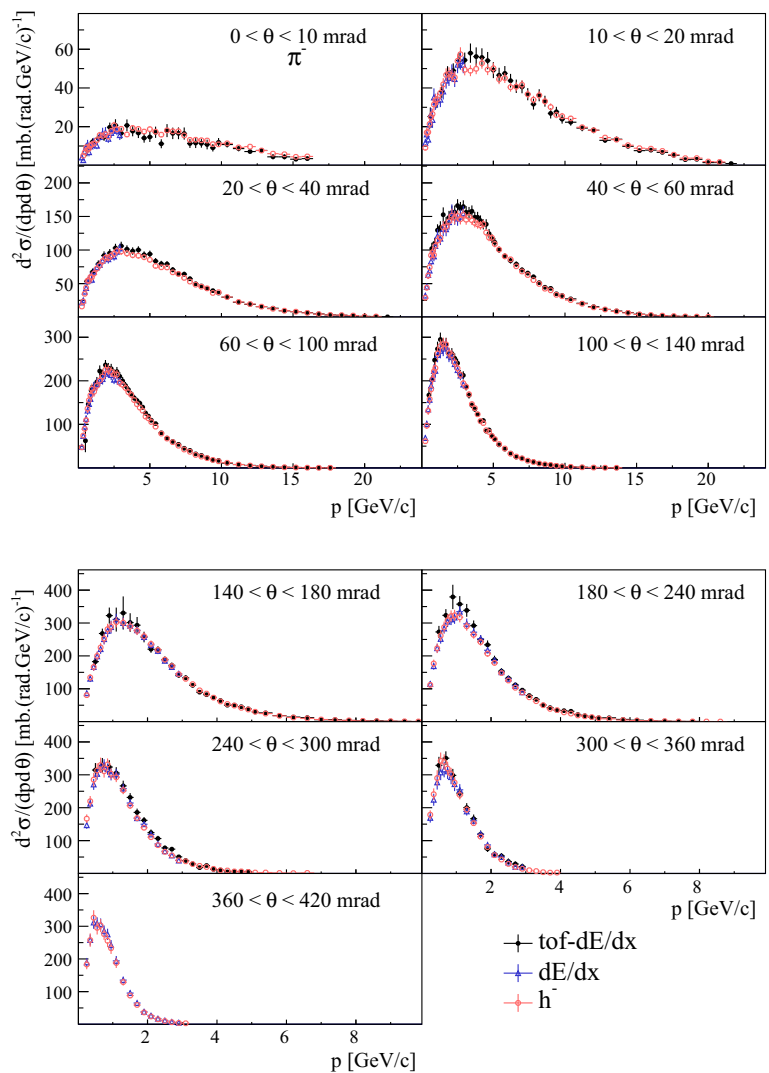 0 < θ < 10 mrad
π⁻
10 < θ < 20 mrad
60
40
20
20 < θ < 40 mrad
40 < θ < 60 mrad
200
150
100
50
60 < θ < 100 mrad
100 < θ < 140 mrad
300
200
100
d²σ/(dpdθ) [mb.(rad.GeV/c)⁻¹]
5 10 15 20
5 10 15 20
p [GeV/c]
p [GeV/c]
140 < θ < 180 mrad
180 < θ < 240 mrad
400
300
200
100
240 < θ < 300 mrad
300 < θ < 360 mrad
400
300
200
100
d²σ/(dpdθ) [mb.(rad.GeV/c)⁻¹]
2 4 6 8
p [GeV/c]
360 < θ < 420 mrad
400
300
200
100
2 4 6 8
p [GeV/c]
tof-dE/dx
dE/dx
h⁻